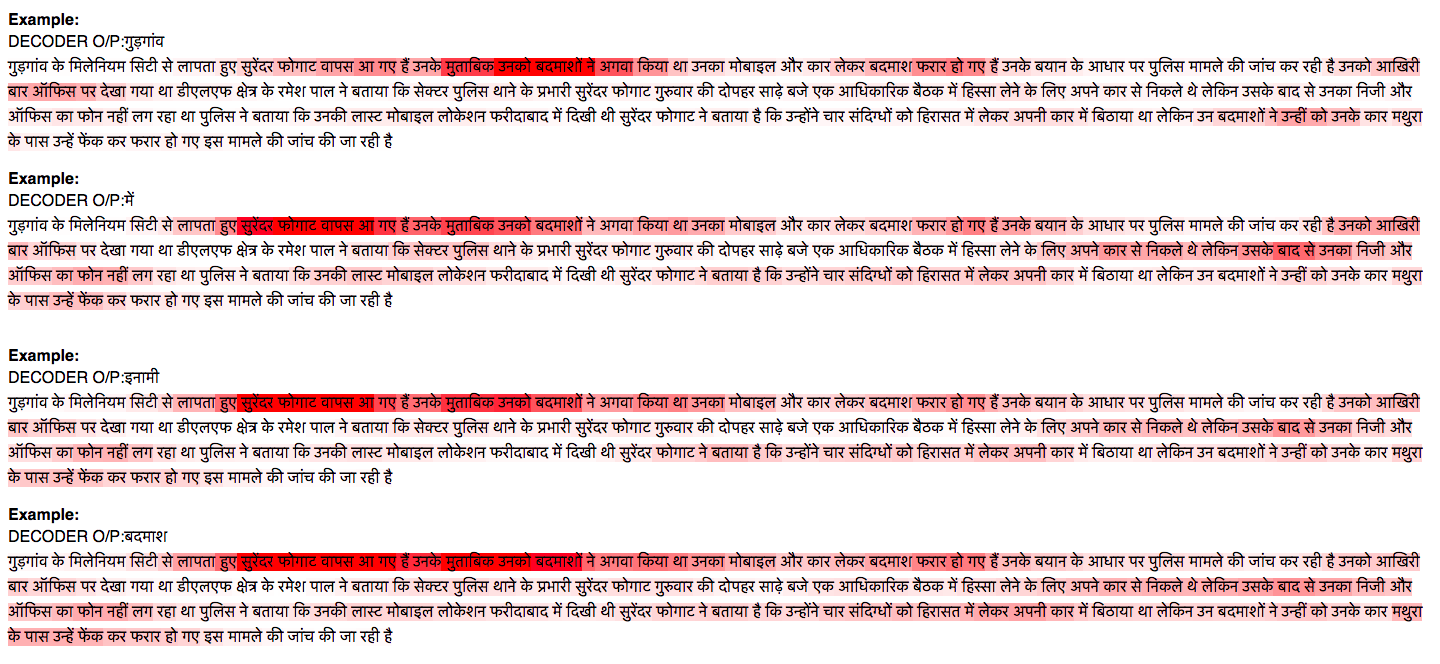 Example:
DECODER O/P:गुड़गांव
गुड़गांव के मिलेनियम सिटी से लापता हुए सुरेंदर फोगाट वापस आ गए हैं उनके मुताबिक उनको बदमाशों ने अगवा किया था उनका मोबाइल और कार लेकर बदमाश फरार हो गए हैं उनके बयान के आधार पर पुलिस मामले की जांच कर रही है उनको आखिरी
बार ऑफिस पर देखा गया था डीएलएफ क्षेत्र के रमेश पाल ने बताया कि सेक्टर पुलिस थाने के प्रभारी सुरेंदर फोगाट गुरुवार की दोपहर साढ़े बजे एक आधिकारिक बैठक में हिस्सा लेने के लिए अपने कार से निकले थे लेकिन उसके बाद से उनका निजी और
ऑफिस का फोन नहीं लग रहा था पुलिस ने बताया कि उनकी लास्ट मोबाइल लोकेशन फरीदाबाद में दिखी थी सुरेंदर फोगाट ने बताया है कि उन्होंने चार संदिग्धों को हिरासत में लेकर अपनी कार में बिठाया था लेकिन उन बदमाशों ने उन्हीं को उनके कार मथुरा
के पास उन्हें फेंक कर फरार हो गए इस मामले की जांच की जा रही है
Example:
DECODER O/P:में
गुड़गांव के मिलेनियम सिटी से लापता हुए सुरेंदर फोगाट वापस आ गए हैं उनके मुताबिक उनको बदमाशों ने अगवा किया था उनका मोबाइल और कार लेकर बदमाश फरार हो गए हैं उनके बयान के आधार पर पुलिस मामले की जांच कर रही है उनको आखिरी
बार ऑफिस पर देखा गया था डीएलएफ क्षेत्र के रमेश पाल ने बताया कि सेक्टर पुलिस थाने के प्रभारी सुरेंदर फोगाट गुरुवार की दोपहर साढ़े बजे एक आधिकारिक बैठक में हिस्सा लेने के लिए अपने कार से निकले थे लेकिन उसके बाद से उनका निजी और
ऑफिस का फोन नहीं लग रहा था पुलिस ने बताया कि उनकी लास्ट मोबाइल लोकेशन फरीदाबाद में दिखी थी सुरेंदर फोगाट ने बताया है कि उन्होंने चार संदिग्धों को हिरासत में लेकर अपनी कार में बिठाया था लेकिन उन बदमाशों ने उन्हीं को उनके कार मथुरा
के पास उन्हें फेंक कर फरार हो गए इस मामले की जांच की जा रही है
Example:
DECODER O/P:इनामी
गुड़गांव के मिलेनियम सिटी से लापता हुए सुरेंदर फोगाट वापस आ गए हैं उनके मुताबिक उनको बदमाशों ने अगवा किया था उनका मोबाइल और कार लेकर बदमाश फरार हो गए हैं उनके बयान के आधार पर पुलिस मामले की जांच कर रही है उनको आखिरी
बार ऑफिस पर देखा गया था डीएलएफ क्षेत्र के रमेश पाल ने बताया कि सेक्टर पुलिस थाने के प्रभारी सुरेंदर फोगाट गुरुवार की दोपहर साढ़े बजे एक आधिकारिक बैठक में हिस्सा लेने के लिए अपने कार से निकले थे लेकिन उसके बाद से उनका निजी और
ऑफिस का फोन नहीं लग रहा था पुलिस ने बताया कि उनकी लास्ट मोबाइल लोकेशन फरीदाबाद में दिखी थी सुरेंदर फोगाट ने बताया है कि उन्होंने चार संदिग्धों को हिरासत में लेकर अपनी कार में बिठाया था लेकिन उन बदमाशों ने उन्हीं को उनके कार मथुरा
के पास उन्हें फेंक कर फरार हो गए इस मामले की जांच की जा रही है
Example:
DECODER O/P:बदमाश
गुड़गांव के मिलेनियम सिटी से लापता हुए सुरेंदर फोगाट वापस आ गए हैं उनके मुताबिक उनको बदमाशों ने अगवा किया था उनका मोबाइल और कार लेकर बदमाश फरार हो गए हैं उनके बयान के आधार पर पुलिस मामले की जांच कर रही है उनको आखिरी
बार ऑफिस पर देखा गया था डीएलएफ क्षेत्र के रमेश पाल ने बताया कि सेक्टर पुलिस थाने के प्रभारी सुरेंदर फोगाट गुरुवार की दोपहर साढ़े बजे एक आधिकारिक बैठक में हिस्सा लेने के लिए अपने कार से निकले थे लेकिन उसके बाद से उनका निजी और
ऑफिस का फोन नहीं लग रहा था पुलिस ने बताया कि उनकी लास्ट मोबाइल लोकेशन फरीदाबाद में दिखी थी सुरेंदर फोगाट ने बताया है कि उन्होंने चार संदिग्धों को हिरासत में लेकर अपनी कार में बिठाया था लेकिन उन बदमाशों ने उन्हीं को उनके कार मथुरा
के पास उन्हें फेंक कर फरार हो गए इस मामले की जांच की जा रही है